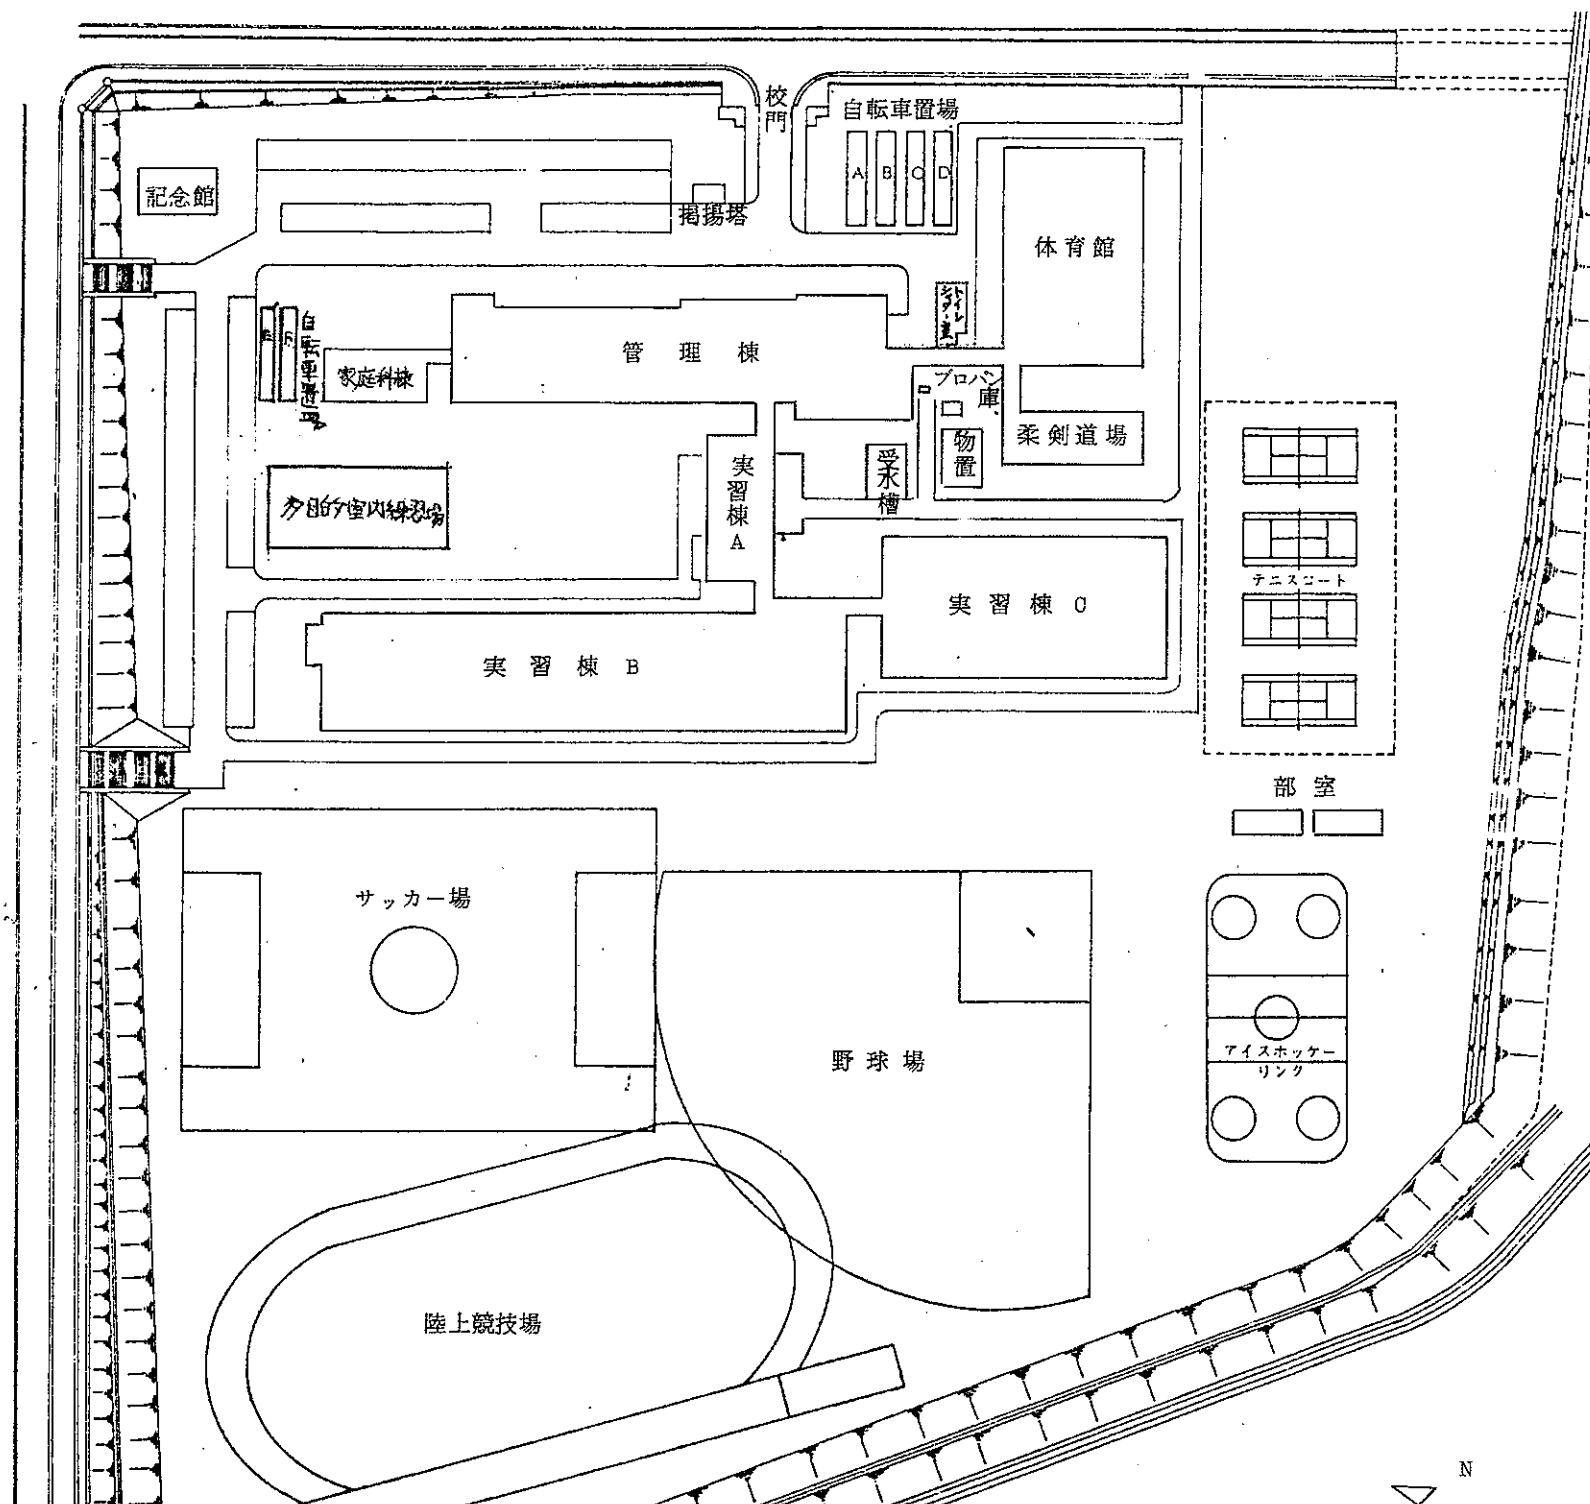 校門
自転車置場
A B C D
記念館
掲揚塔
体育館
トイレ
自転車置場
E F
管理棟
家庭科棟
プロパン庫
物置
柔剣道場
受水槽
実習棟A
多目的室内練習場
テニスコート
実習棟C
実習棟B
部室
サッカー場
野球場
アイスホッケー
リンク
陸上競技場
N